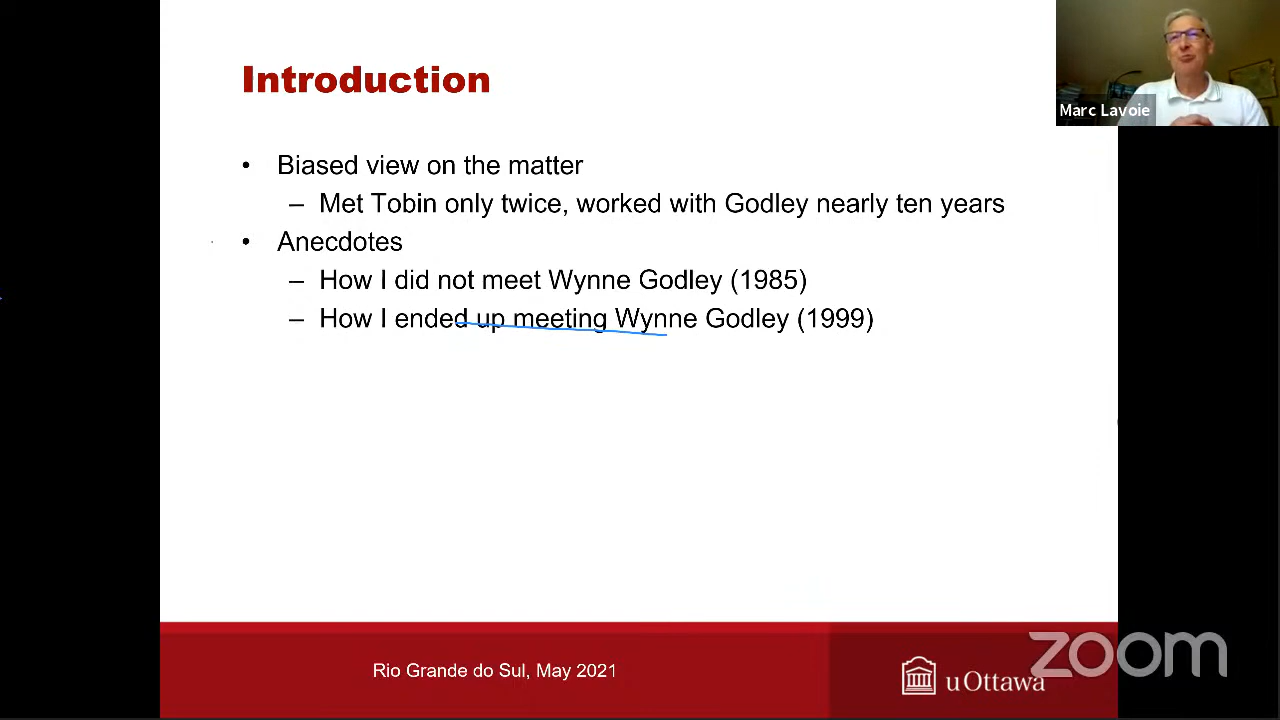 Introduction
Marc Lavoie
• Biased view on the matter
– Met Tobin only twice, worked with Godley nearly ten years
• Anecdotes
– How I did not meet Wynne Godley (1985)
– How I ended up meeting Wynne Godley (1999)
Rio Grande do Sul, May 2021
uOttawa
zoom